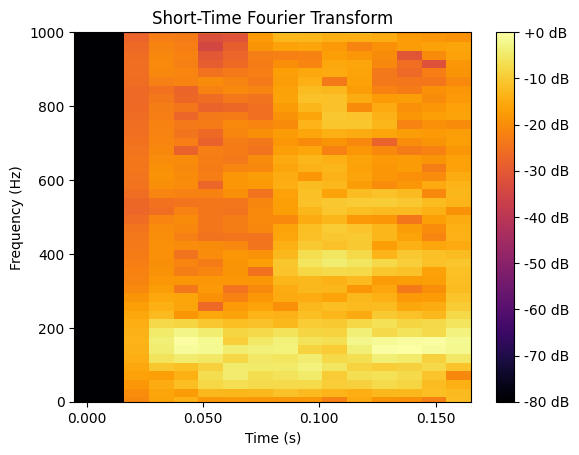 Short-Time Fourier Transform
1000
800
600
400
200
0
Frequency (Hz)
0.000
0.050
0.100
0.150
Time (s)
+0 dB
-10 dB
-20 dB
-30 dB
-40 dB
-50 dB
-60 dB
-70 dB
-80 dB